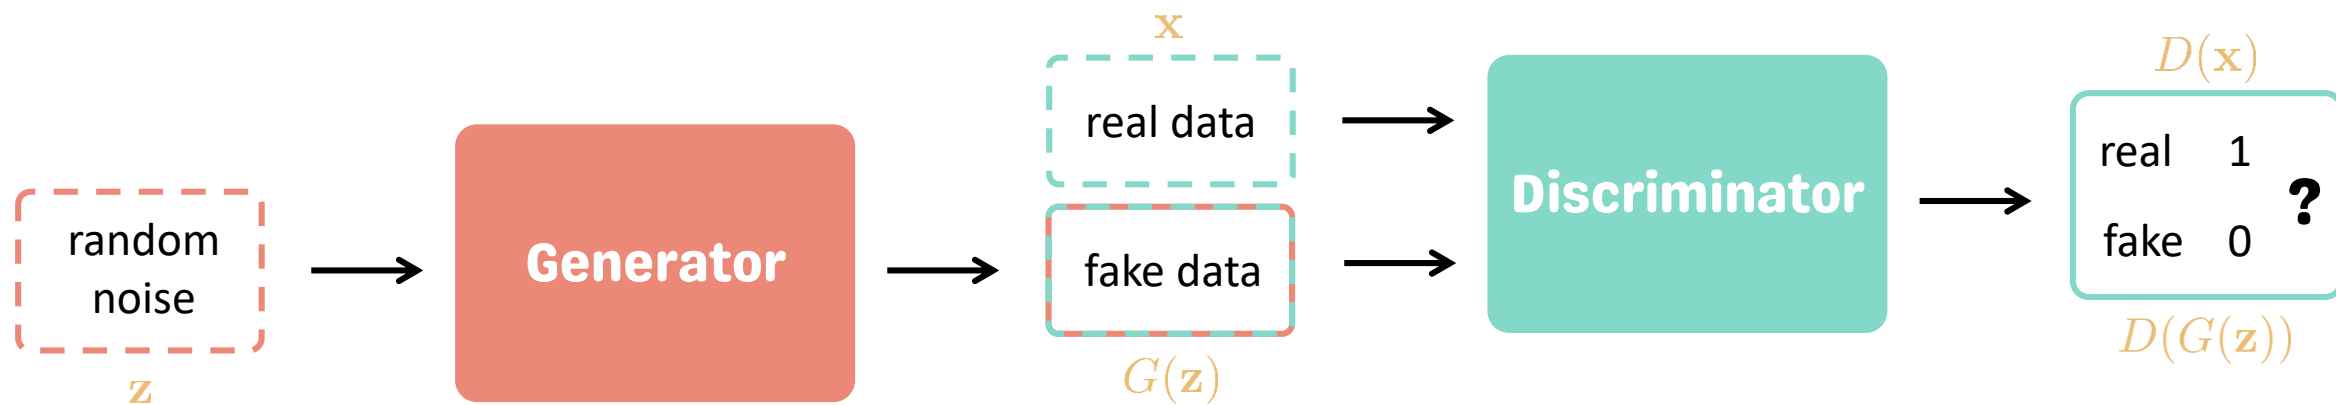 random
noise
z
Generator
x
real data
fake data
G(z)
Discriminator
D(x)
real 1
?
fake 0
D(G(z))